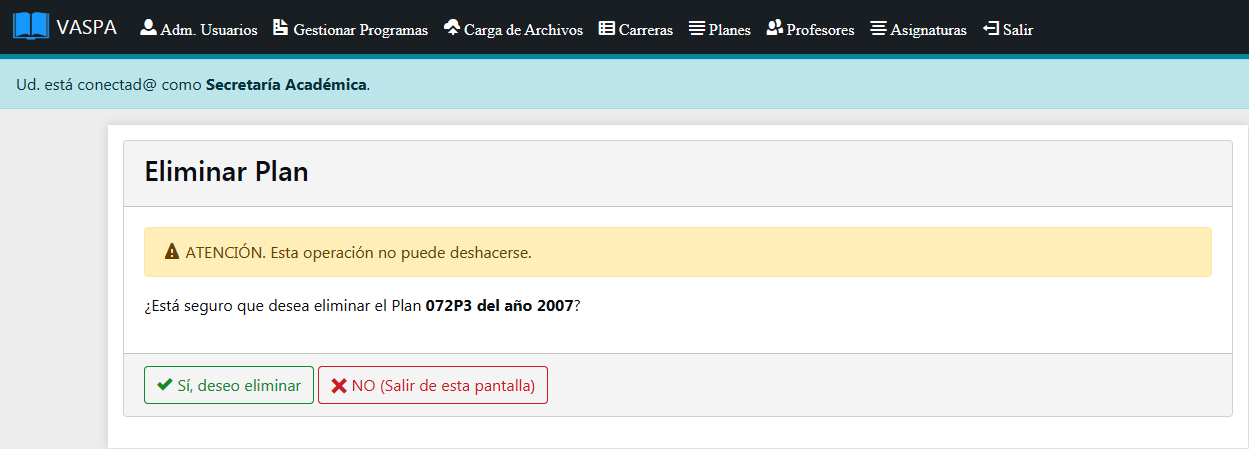 VASPA Adm. Usuarios Gestionar Programas Carga de Archivos Carreras Planes Profesores Asignaturas Salir
Ud. está conectad@ como Secretaría Académica.
Eliminar Plan
ATENCIÓN. Esta operación no puede deshacerse.
¿Está seguro que desea eliminar el Plan 072P3 del año 2007?
Sí, deseo eliminar NO (Salir de esta pantalla)